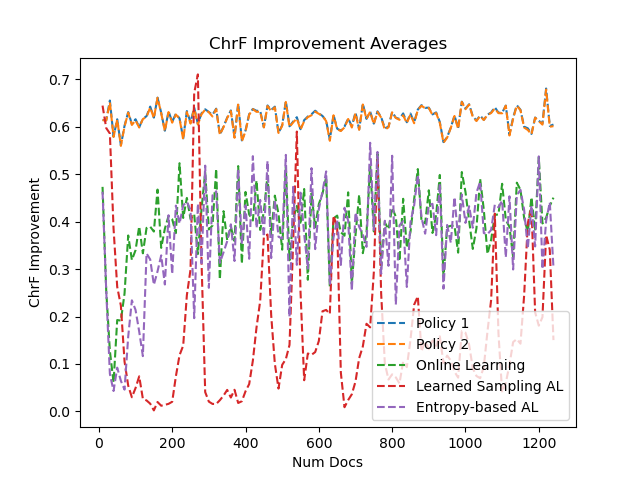 ChrF Improvement Averages
ChrF Improvement
0.7
0.6
0.5
0.4
0.3
0.2
0.1
0.0
0 200 400 600 800 1000 1200
Num Docs
Policy 1
Policy 2
Online Learning
Learned Sampling AL
Entropy-based AL